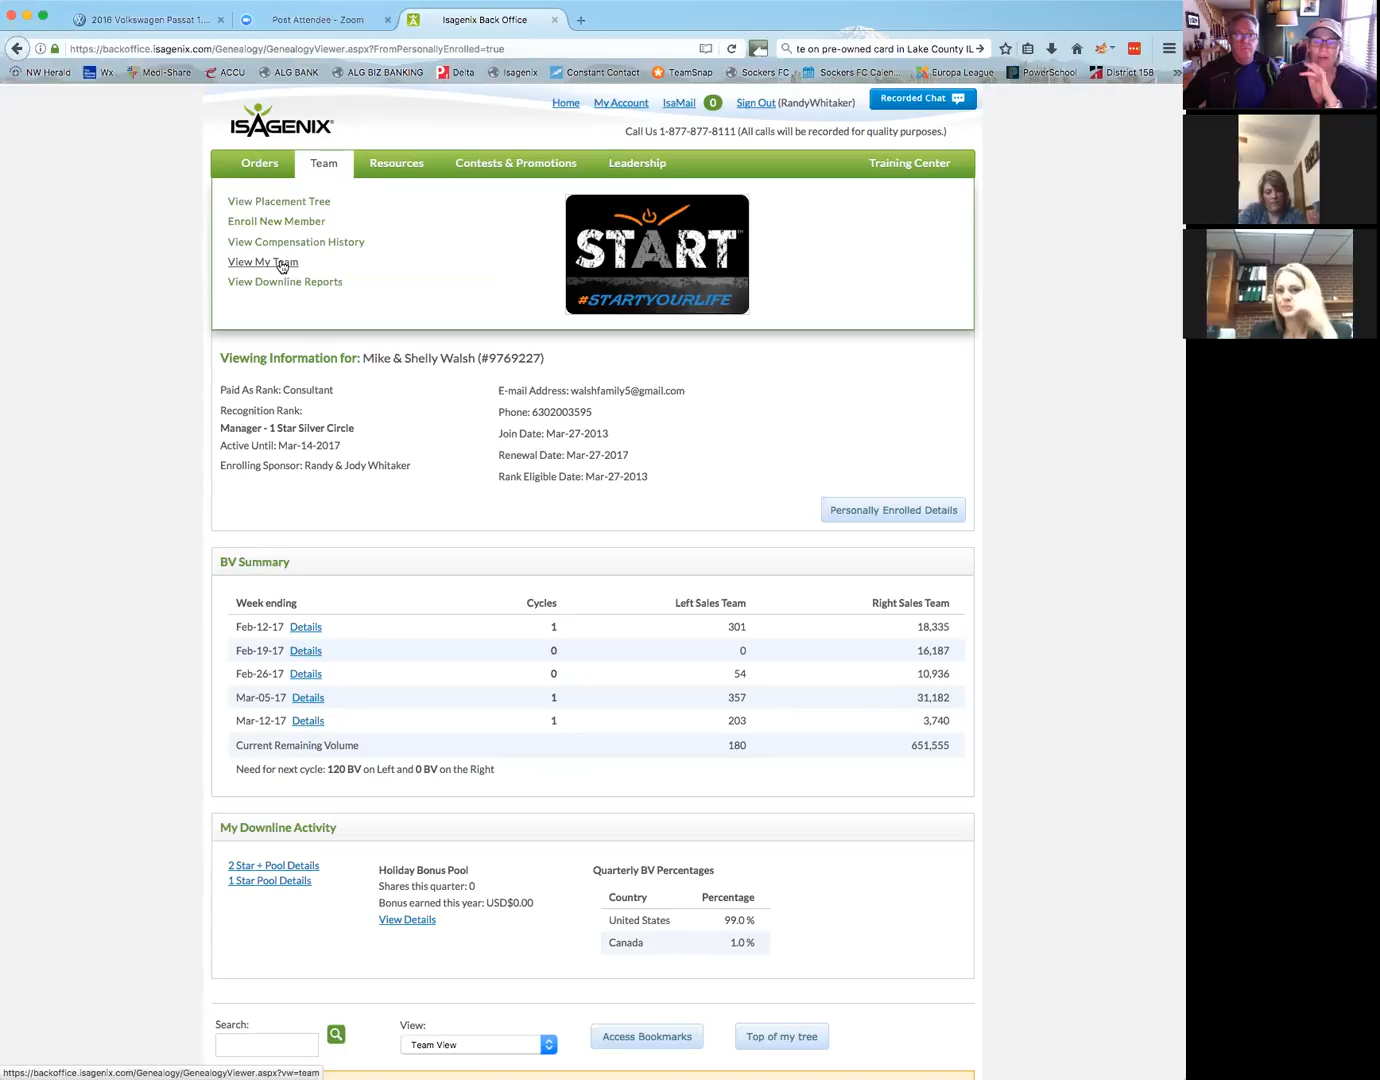 2016 Volkswagen Passat 1....
Post Attendee - Zoom
Isagenix Back Office
https://backoffice.isagenix.com/Genealogy/GenealogyViewer.aspx?FromPersonallyEnrolled=true
te on pre-owned card in Lake County IL
NW Herald
Wx
Medi-Share
ACCU
ALG BANK
ALG BIZ BANKING
Delta
Isagenix
Constant Contact
TeamSnap
Sockers FC
Sockers FC Calen...
Europa League
PowerSchool
District 158
ISAGENIX
Home
My Account
IsaMail
0
Sign Out (RandyWhitaker)
Recorded Chat
Call Us 1-877-877-8111 (All calls will be recorded for quality purposes.)
Orders
Team
Resources
Contests & Promotions
Leadership
Training Center
View Placement Tree
Enroll New Member
View Compensation History
View My Team
View Downline Reports
START
#STARTYOURLIFE
Viewing Information for: Mike & Shelly Walsh (#9769227)
Paid As Rank: Consultant
Recognition Rank:
Manager - 1 Star Silver Circle
Active Until: Mar-14-2017
Enrolling Sponsor: Randy & Jody Whitaker
E-mail Address: walshfamily5@gmail.com
Phone: 6302003595
Join Date: Mar-27-2013
Renewal Date: Mar-27-2017
Rank Eligible Date: Mar-27-2013
Personally Enrolled Details
BV Summary
Week ending Cycles Left Sales Team Right Sales Team
Feb-12-17 Details 1 301 18,335
Feb-19-17 Details 0 0 16,187
Feb-26-17 Details 0 54 10,936
Mar-05-17 Details 1 357 31,182
Mar-12-17 Details 1 203 3,740
Current Remaining Volume 180 651,555
Need for next cycle: 120 BV on Left and 0 BV on the Right
My Downline Activity
2 Star + Pool Details
1 Star Pool Details
Holiday Bonus Pool
Shares this quarter: 0
Bonus earned this year: USD$0.00
View Details
Quarterly BV Percentages
Country Percentage
United States 99.0 %
Canada 1.0 %
Search:
View:
Team View
Access Bookmarks
Top of my tree
https://backoffice.isagenix.com/Genealogy/GenealogyViewer.aspx?vw=team